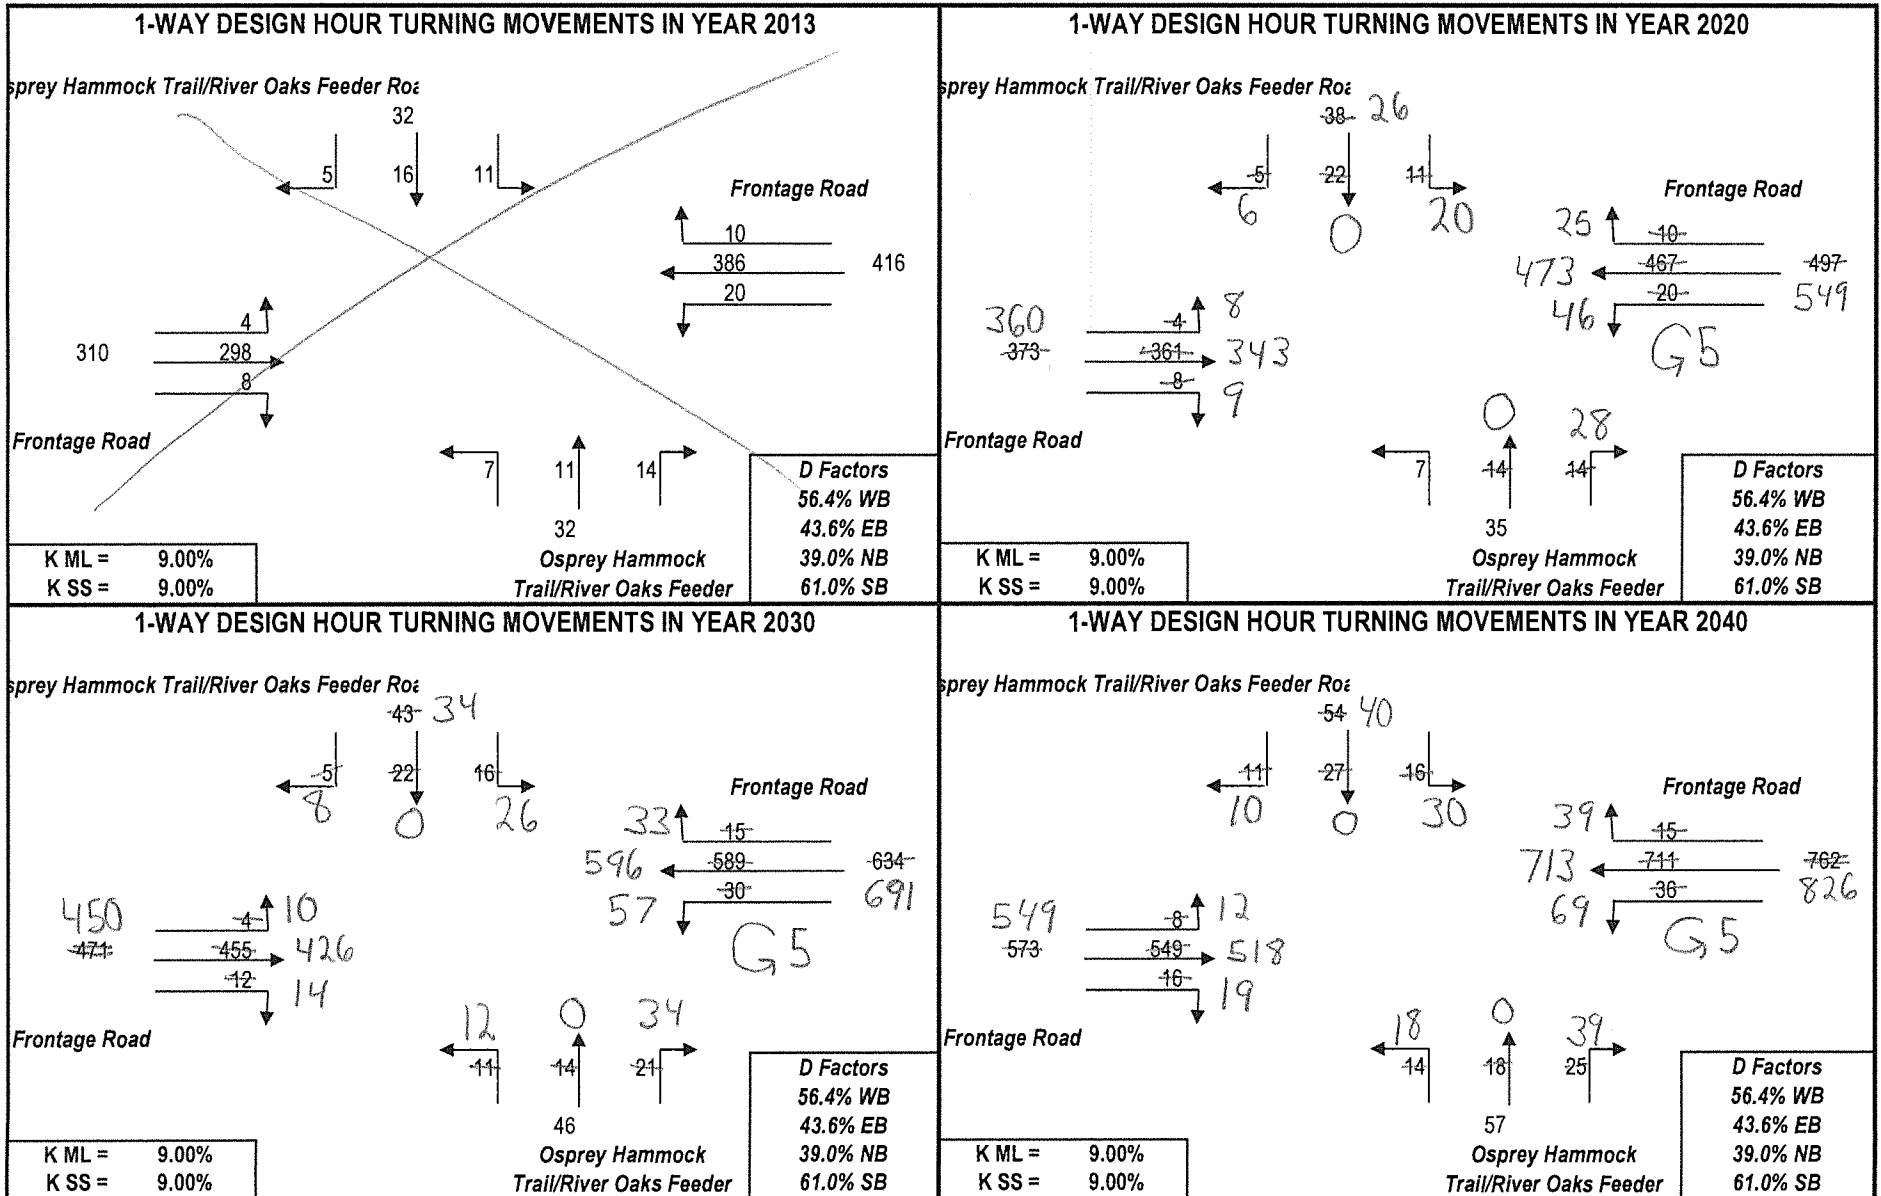 1-WAY DESIGN HOUR TURNING MOVEMENTS IN YEAR 2013
sprey Hammock Trail/River Oaks Feeder Roa
32
5 16 11
Frontage Road
10
386 416
20
4
310 298
8
Frontage Road
7 11 14
32
Osprey Hammock
Trail/River Oaks Feeder
K ML = 9.00%
K SS = 9.00%
D Factors
56.4% WB
43.6% EB
39.0% NB
61.0% SB
1-WAY DESIGN HOUR TURNING MOVEMENTS IN YEAR 2020
sprey Hammock Trail/River Oaks Feeder Roa
38 26
5 22 11
6 0 20
Frontage Road
25 10
473 467 497
549
46 20
G5
360 4 8
373 361 343
8 9
Frontage Road
0 28
7 14 14
35
Osprey Hammock
Trail/River Oaks Feeder
K ML = 9.00%
K SS = 9.00%
D Factors
56.4% WB
43.6% EB
39.0% NB
61.0% SB
1-WAY DESIGN HOUR TURNING MOVEMENTS IN YEAR 2030
sprey Hammock Trail/River Oaks Feeder Roa
43 34
5 22 16
8 0 26
Frontage Road
33 15
596 589 634
691
57 30
G5
450 4 10
471 455 426
12 14
Frontage Road
12 0 34
11 14 21
46
Osprey Hammock
Trail/River Oaks Feeder
K ML = 9.00%
K SS = 9.00%
D Factors
56.4% WB
43.6% EB
39.0% NB
61.0% SB
1-WAY DESIGN HOUR TURNING MOVEMENTS IN YEAR 2040
sprey Hammock Trail/River Oaks Feeder Roa
54 40
11 27 16
10 0 30
Frontage Road
39 15
713 711 762
826
69 36
G5
549 8 12
573 549 518
16 19
Frontage Road
18 0 39
14 18 25
57
Osprey Hammock
Trail/River Oaks Feeder
K ML = 9.00%
K SS = 9.00%
D Factors
56.4% WB
43.6% EB
39.0% NB
61.0% SB